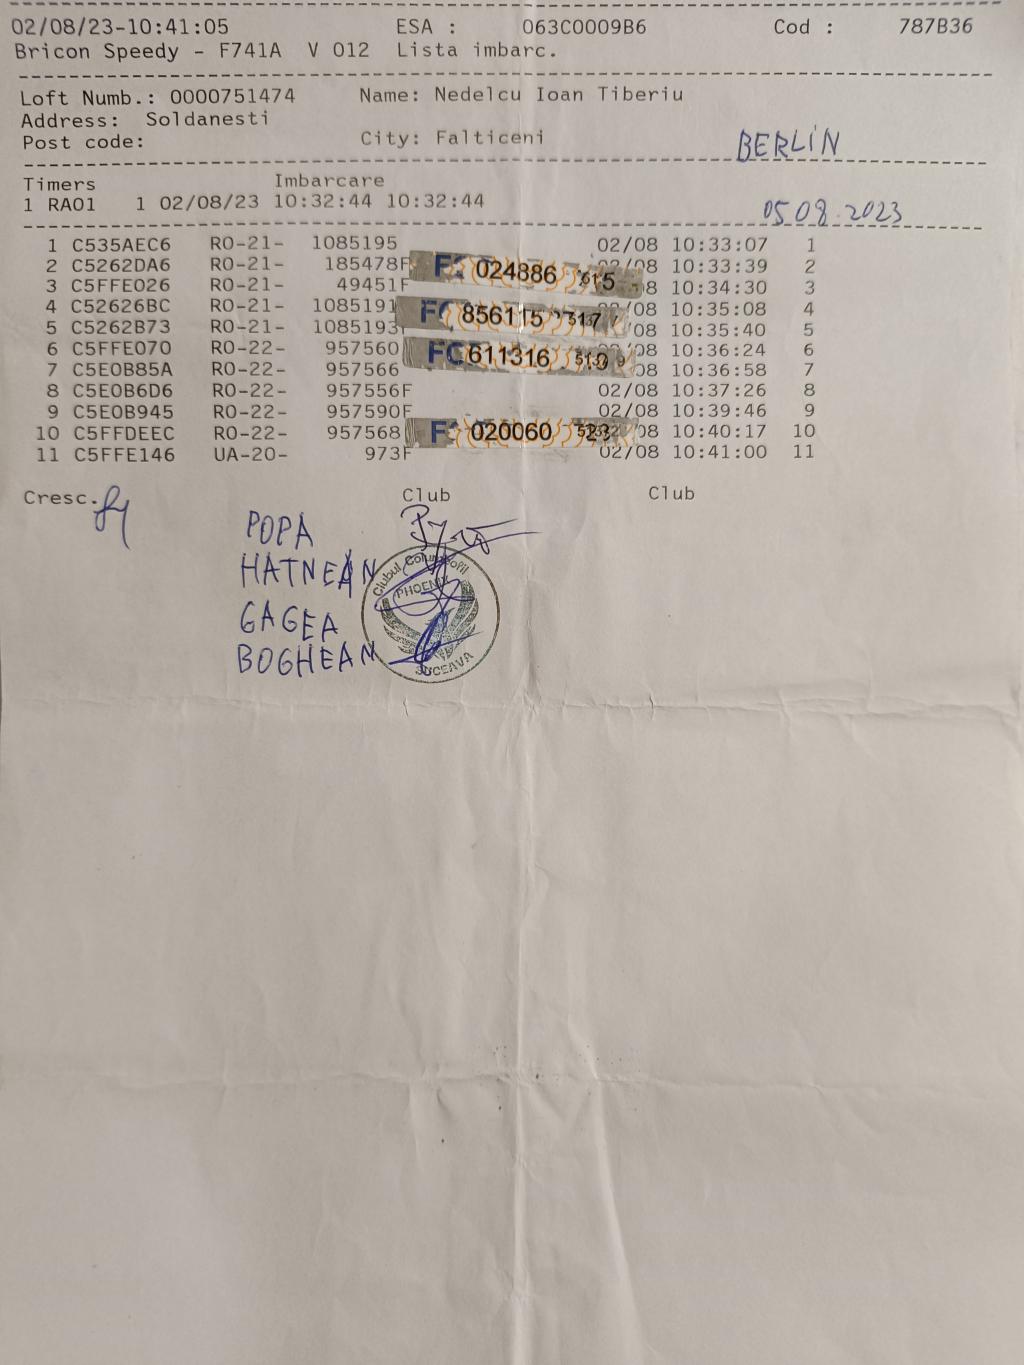 02/08/23-10:41:05 ESA : 063C0009B6 Cod : 787B36
Bricon Speedy - F741A V 012 Lista imbarc.
Loft Numb.: 0000751474 Name: Nedelcu Ioan Tiberiu
Address: Soldanesti
Post code: City: Falticeni
BERLIN
Timers Imbarcare
1 RA01 1 02/08/23 10:32:44 10:32:44
05.08.2023
1 C535AEC6 RO-21- 1085195 02/08 10:33:07 1
2 C5262DA6 RO-21- 185478F 024886 02/08 10:33:39 2
3 C5FFE026 RO-21- 49451F 10:34:30 3
4 C52626BC RO-21- 1085191 856115 /08 10:35:08 4
5 C5262B73 RO-21- 1085193 /08 10:35:40 5
6 C5FFE070 RO-22- 957560 611316 /08 10:36:24 6
7 C5E0B85A RO-22- 957566 /08 10:36:58 7
8 C5E0B6D6 RO-22- 957556F 02/08 10:37:26 8
9 C5E0B945 RO-22- 957590F 02/08 10:39:46 9
10 C5FFDEEC RO-22- 957568 020060 /08 10:40:17 10
11 C5FFE146 UA-20- 973F 02/08 10:41:00 11
Cresc. Club Club
POPA
HATNEAN
GAGEA
BOGHEAN
Clubul Columbofil
PHOENIX
SUCEAVA